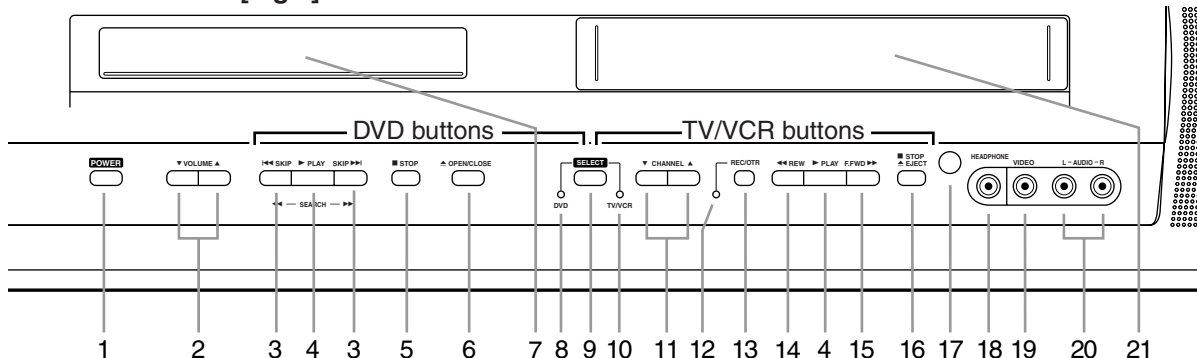 DVD buttons TV/VCR buttons
POWER ▼ VOLUME ▲ |◀◀ SKIP ▶ PLAY SKIP ▶▶| ■ STOP ▲ OPEN/CLOSE SELECT ▼ CHANNEL ▲ REC/OTR ◀◀ REW ▶ PLAY F.FWD ▶▶ ■ STOP ▲ EJECT HEADPHONE VIDEO L – AUDIO – R
◀◀ — SEARCH — ▶▶ DVD TV/VCR
1 2 3 4 3 5 6 7 8 9 10 11 12 13 14 4 15 16 17 18 19 20 21